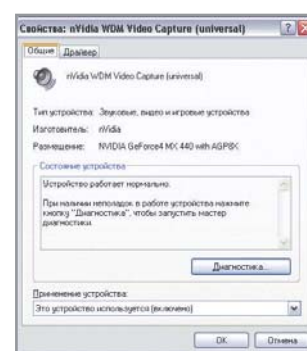 Свойства: nVidia WDM Video Capture (universal)
Общие Драйвер
nVidia WDM Video Capture (universal)
Тип устройства: Звуковые, видео и игровые устройства
Изготовитель: nVidia
Размещение: NVIDIA GeForce4 MX 440 with AGP8X
Состояние устройства
Устройство работает нормально.
При наличии неполадок в работе устройства нажмите
кнопку "Диагностика", чтобы запустить мастер
диагностики.
Диагностика...
Применение устройства:
Это устройство используется (включено)
OK Отмена